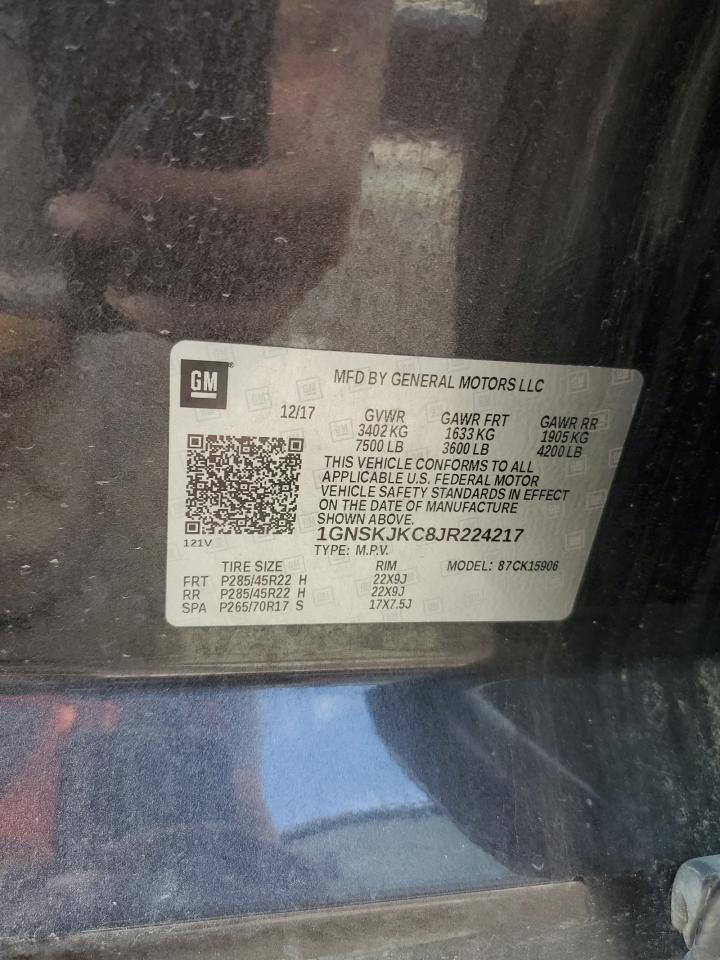 GM
MFD BY GENERAL MOTORS LLC
12/17 GVWR GAWR FRT GAWR RR
3402 KG 1633 KG 1905 KG
7500 LB 3600 LB 4200 LB
THIS VEHICLE CONFORMS TO ALL
APPLICABLE U.S. FEDERAL MOTOR
VEHICLE SAFETY STANDARDS IN EFFECT
ON THE DATE OF MANUFACTURE
SHOWN ABOVE.
121V
1GNSKJKC8JR224217
TYPE: M.P.V. MODEL: 87CK15906
TIRE SIZE RIM
FRT P285/45R22 H 22X9J
RR P285/45R22 H 22X9J
SPA P265/70R17 S 17X7.5J